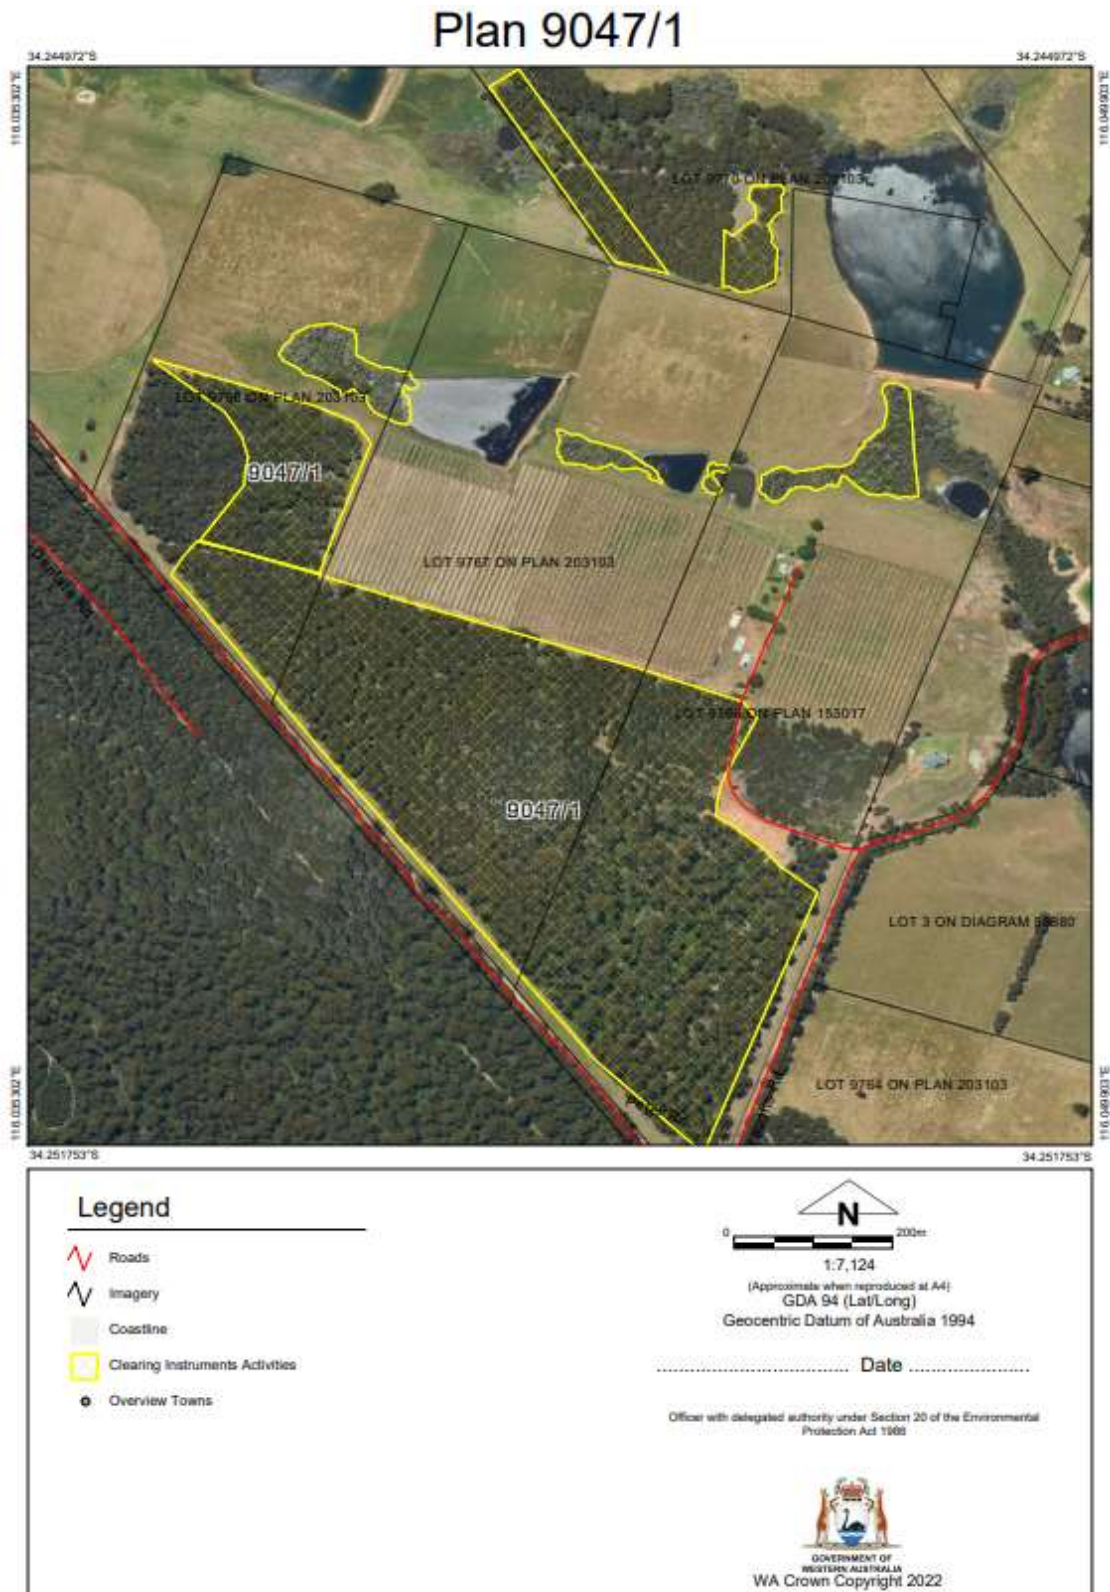 Plan 9047/1
34.244972°S
34.244972°S
LOT 9770 ON PLAN 203103
9047/1
LOT 9767 ON PLAN 203103
9047/1
LOT 3 ON DIAGRAM
LOT 9764 ON PLAN 203103
34.251753°S
34.251753°S
Legend
Roads
Imagery
Coastline
Clearing Instruments Activities
Overview Towns
N
0
200m
1:7,124
(Approximate when reproduced at A4)
GDA 94 (Lat/Long)
Geocentric Datum of Australia 1994
Date
Officer with delegated authority under Section 20 of the Environmental
Protection Act 1986
GOVERNMENT OF
WESTERN AUSTRALIA
WA Crown Copyright 2022